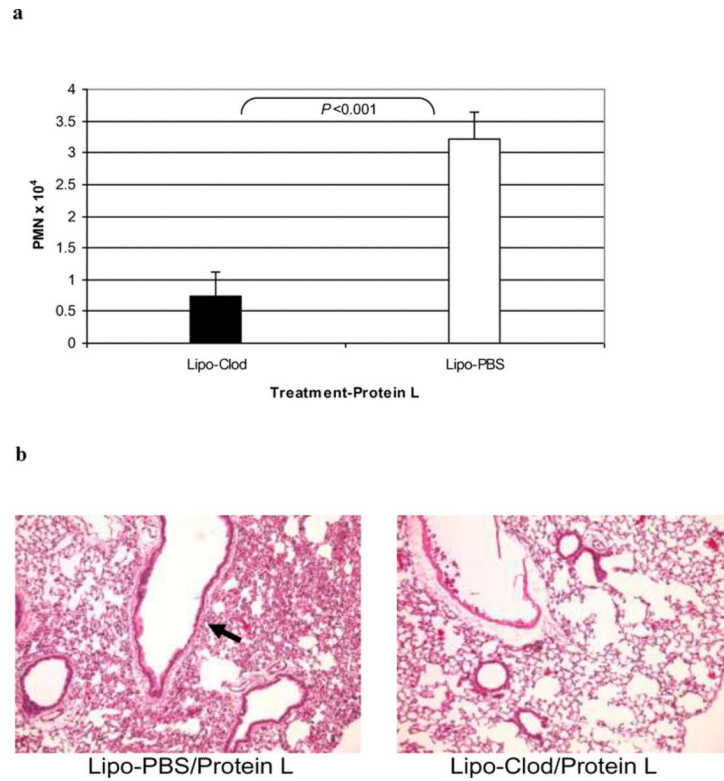 a
4
3.5
3
2.5
2
1.5
1
0.5
0
PMN x 10⁴
P<0.001
Lipo-Clod Lipo-PBS
Treatment-Protein L
b
Lipo-PBS/Protein L Lipo-Clod/Protein L